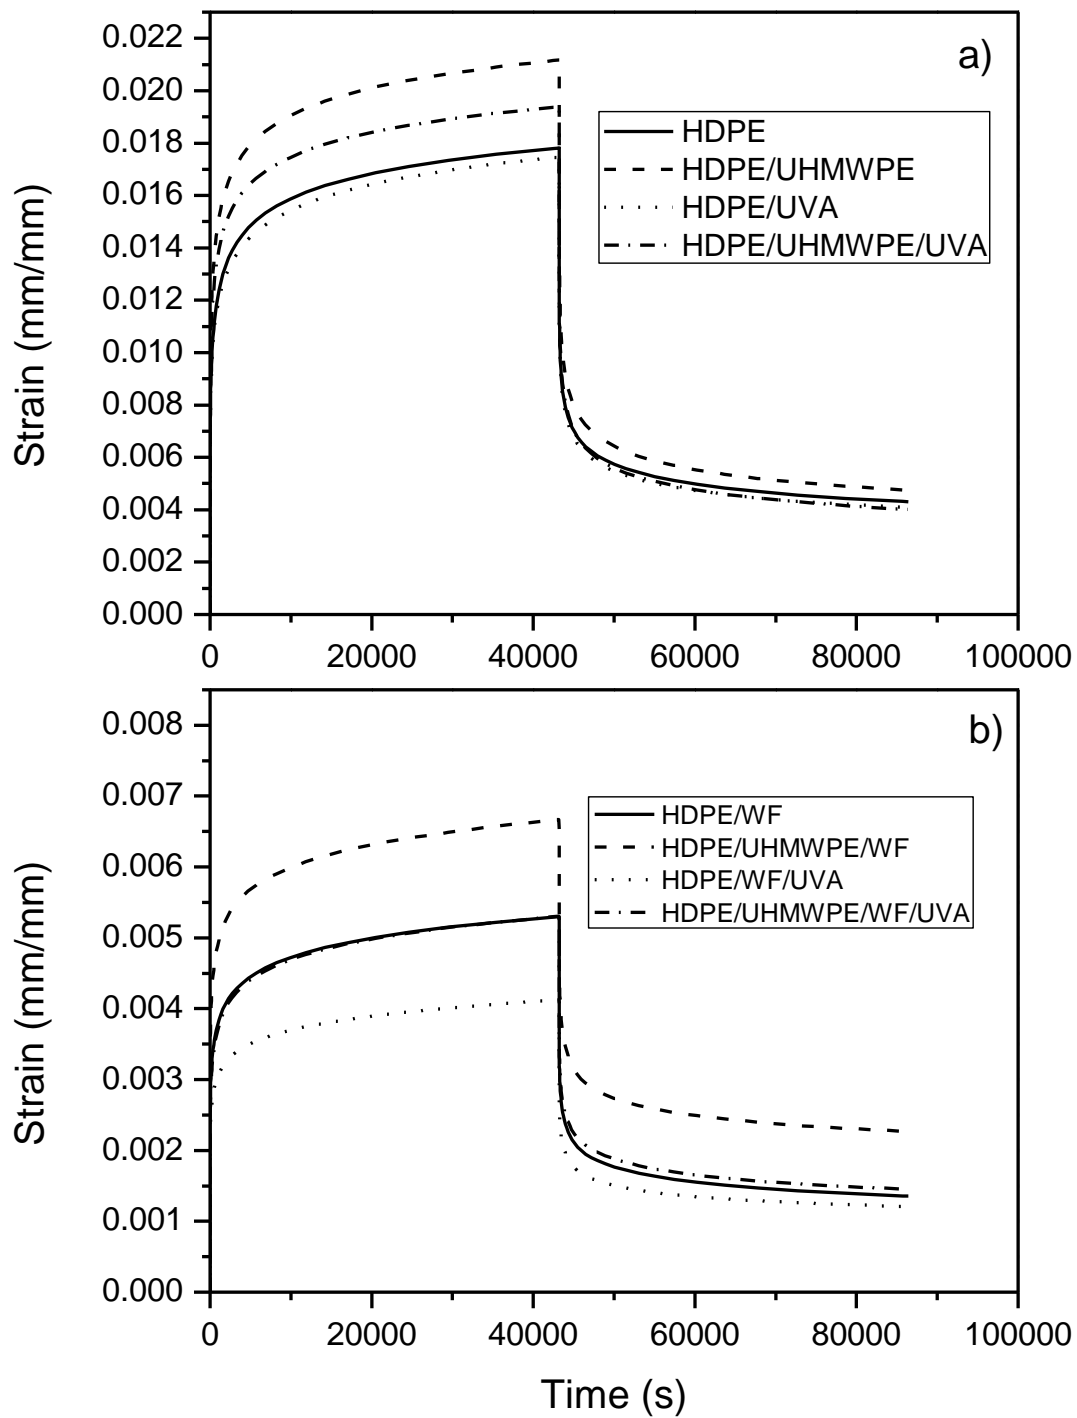 0.022
0.020
0.018
0.016
0.014
0.012
0.010
0.008
0.006
0.004
0.002
0.000
Strain (mm/mm)
a)
HDPE
HDPE/UHMWPE
HDPE/UVA
HDPE/UHMWPE/UVA
0 20000 40000 60000 80000 100000
0.008
0.007
0.006
0.005
0.004
0.003
0.002
0.001
0.000
Strain (mm/mm)
b)
HDPE/WF
HDPE/UHMWPE/WF
HDPE/WF/UVA
HDPE/UHMWPE/WF/UVA
0 20000 40000 60000 80000 100000
Time (s)